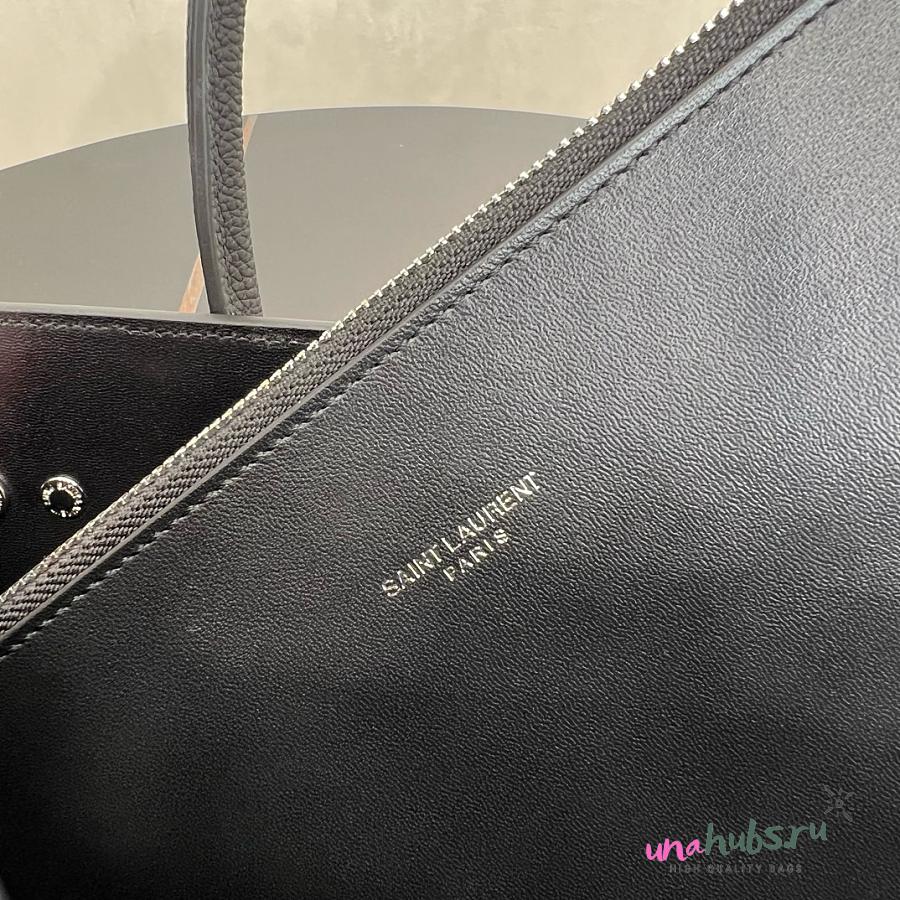 SAINT LAURENT
PARIS
unahubs.ru
HIGH QUALITY BAGS